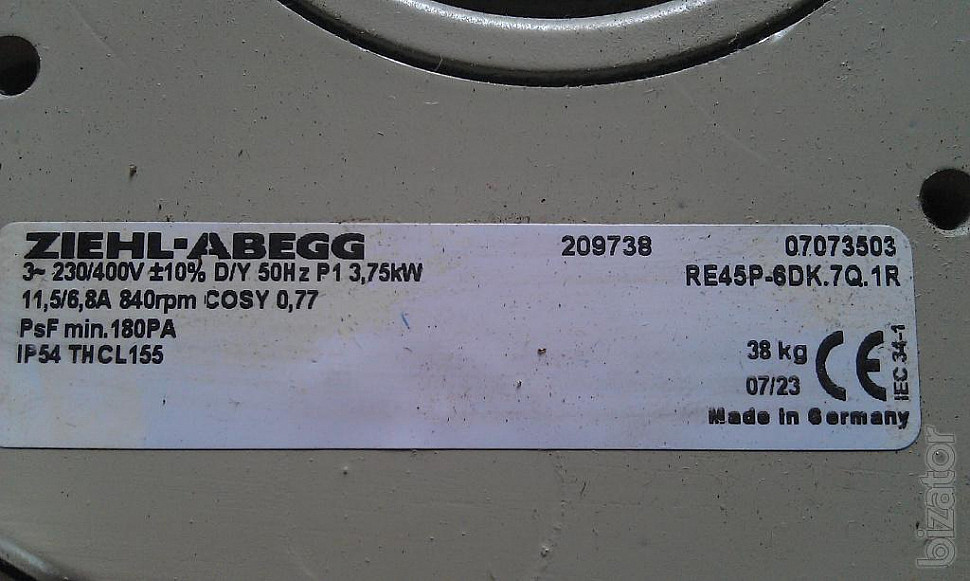 ZIEHL-ABEGG 209738 07073503
3~ 230/400V ±10% D/Y 50Hz P1 3,75kW RE45P-6DK.7Q.1R
11,5/6,8A 840rpm COSY 0,77
PsF min.180PA
IP54 THCL155
38 kg CE IEC 34-1
07/23
Made in Germany
bizator